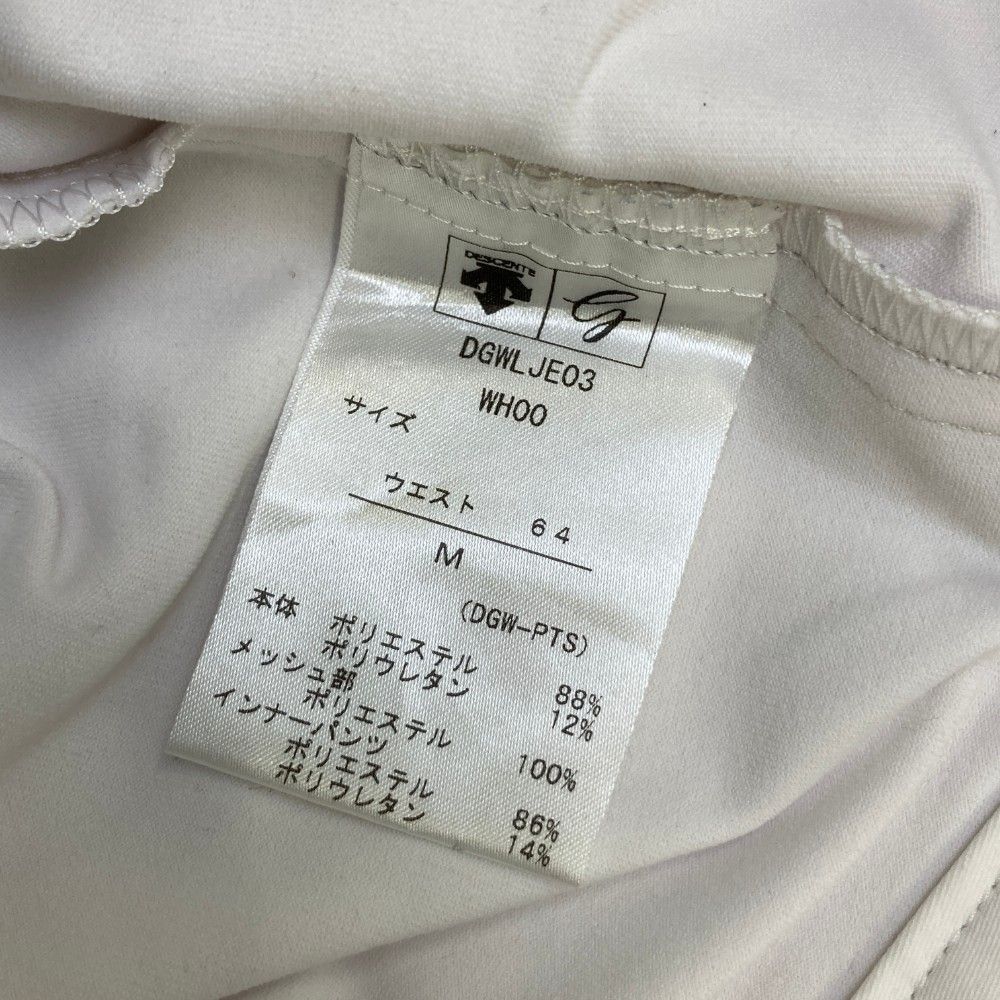 DESCENTE G
DGWLJE03
WH00
サイズ
ウエスト 64
M
(DGW-PTS)
本体 ポリエステル 88%
ポリウレタン 12%
メッシュ部
ポリエステル 100%
インナーパンツ
ポリエステル 86%
ポリウレタン 14%